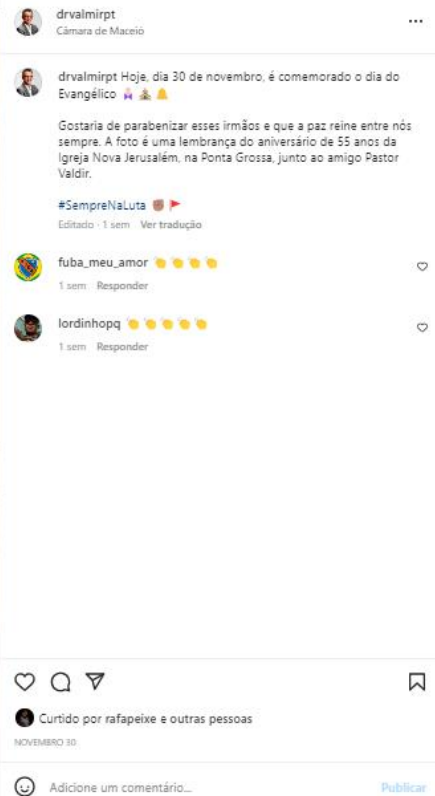 drvalmirpt
Câmara de Maceió
drvalmirpt Hoje, dia 30 de novembro, é comemorado o dia do
Evangélico
Gostaria de parabenizar esses irmãos e que a paz reine entre nós
sempre. A foto é uma lembrança do aniversário de 55 anos da
Igreja Nova Jerusalém, na Ponta Grossa, junto ao amigo Pastor
Valdir.
#SempreNaLuta
Editado · 1 sem Ver tradução
fuba_meu_amor
1 sem Responder
lordinhopq
1 sem Responder
Curtido por rafapeixe e outras pessoas
NOVEMBRO 30
Adicione um comentário... Publicar